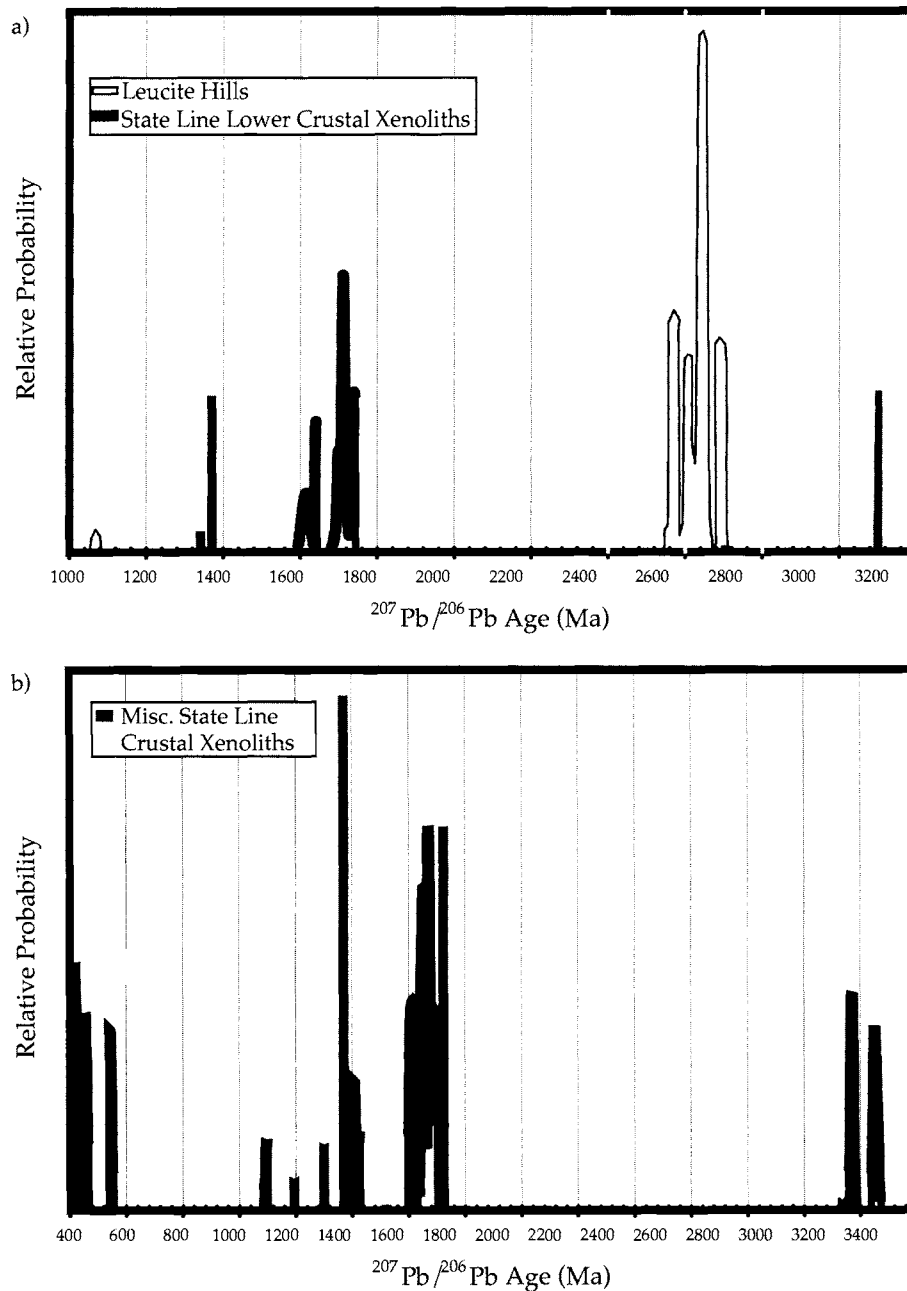 a)
Leucite Hills
State Line Lower Crustal Xenoliths
Relative Probability
1000 1400 1600 1800 2000 2200 2400 2600 2800 3000 3200
²⁰⁷Pb/²⁰⁶Pb Age (Ma)
b)
Misc. State Line
Crustal Xenoliths
Relative Probability
400 600 800 1000 1200 1400 1600 1800 2000 2200 2400 2600 2800 3000 3200 3400
²⁰⁷Pb/²⁰⁶Pb Age (Ma)